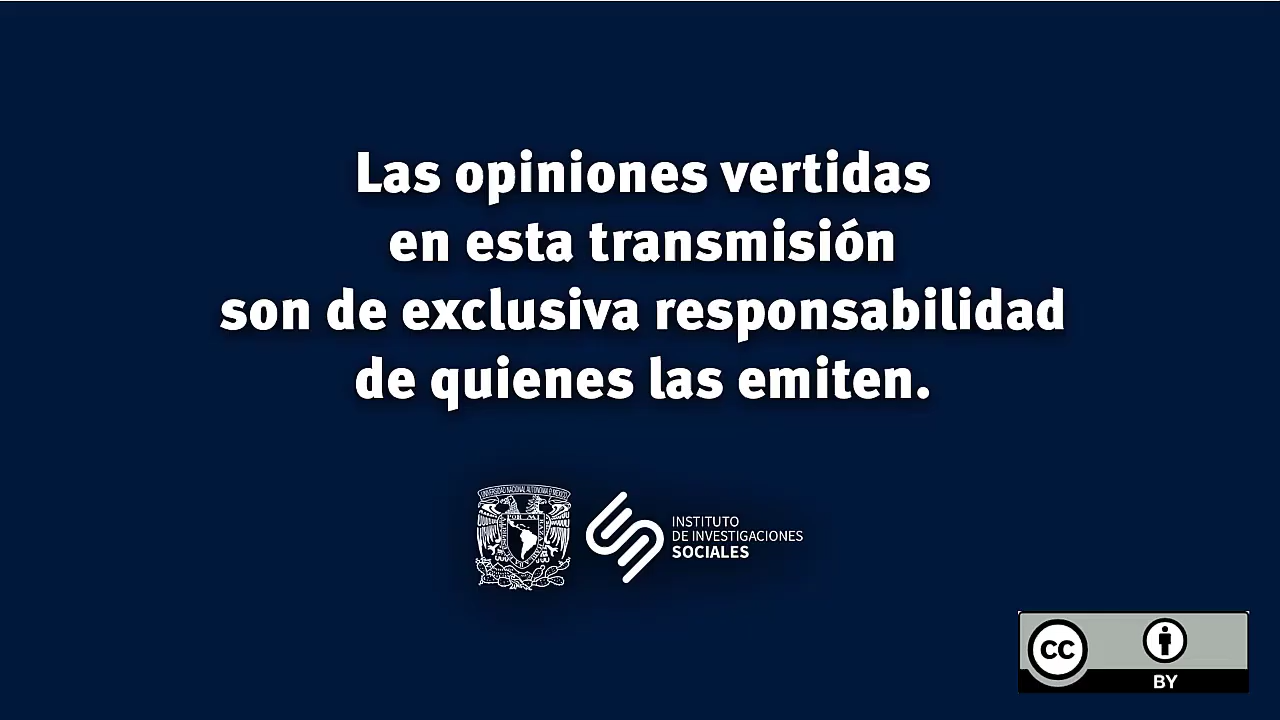 Las opiniones vertidas
en esta transmisión
son de exclusiva responsabilidad
de quienes las emiten.
INSTITUTO
DE INVESTIGACIONES
SOCIALES
CC
BY